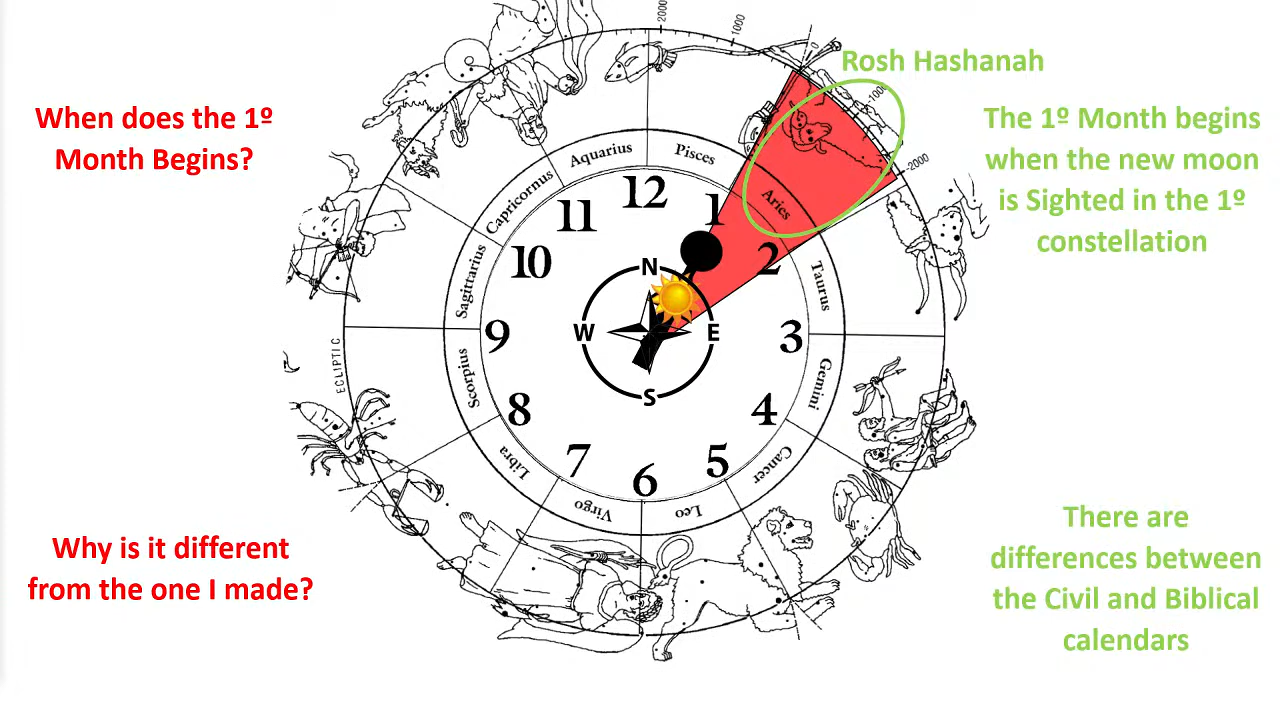 When does the 1º
Month Begins?
Why is it different
from the one I made?
Rosh Hashanah
The 1º Month begins
when the new moon
is Sighted in the 1º
constellation
There are
differences between
the Civil and Biblical
calendars
2000
1000
0
-1000
-2000
ECLIPTIC
Aquarius
Pisces
Aries
Taurus
Gemini
Cancer
Leo
Virgo
Libra
Scorpius
Sagittarius
Capricornus
12
1
2
3
4
5
6
7
8
9
10
11
N
E
S
W